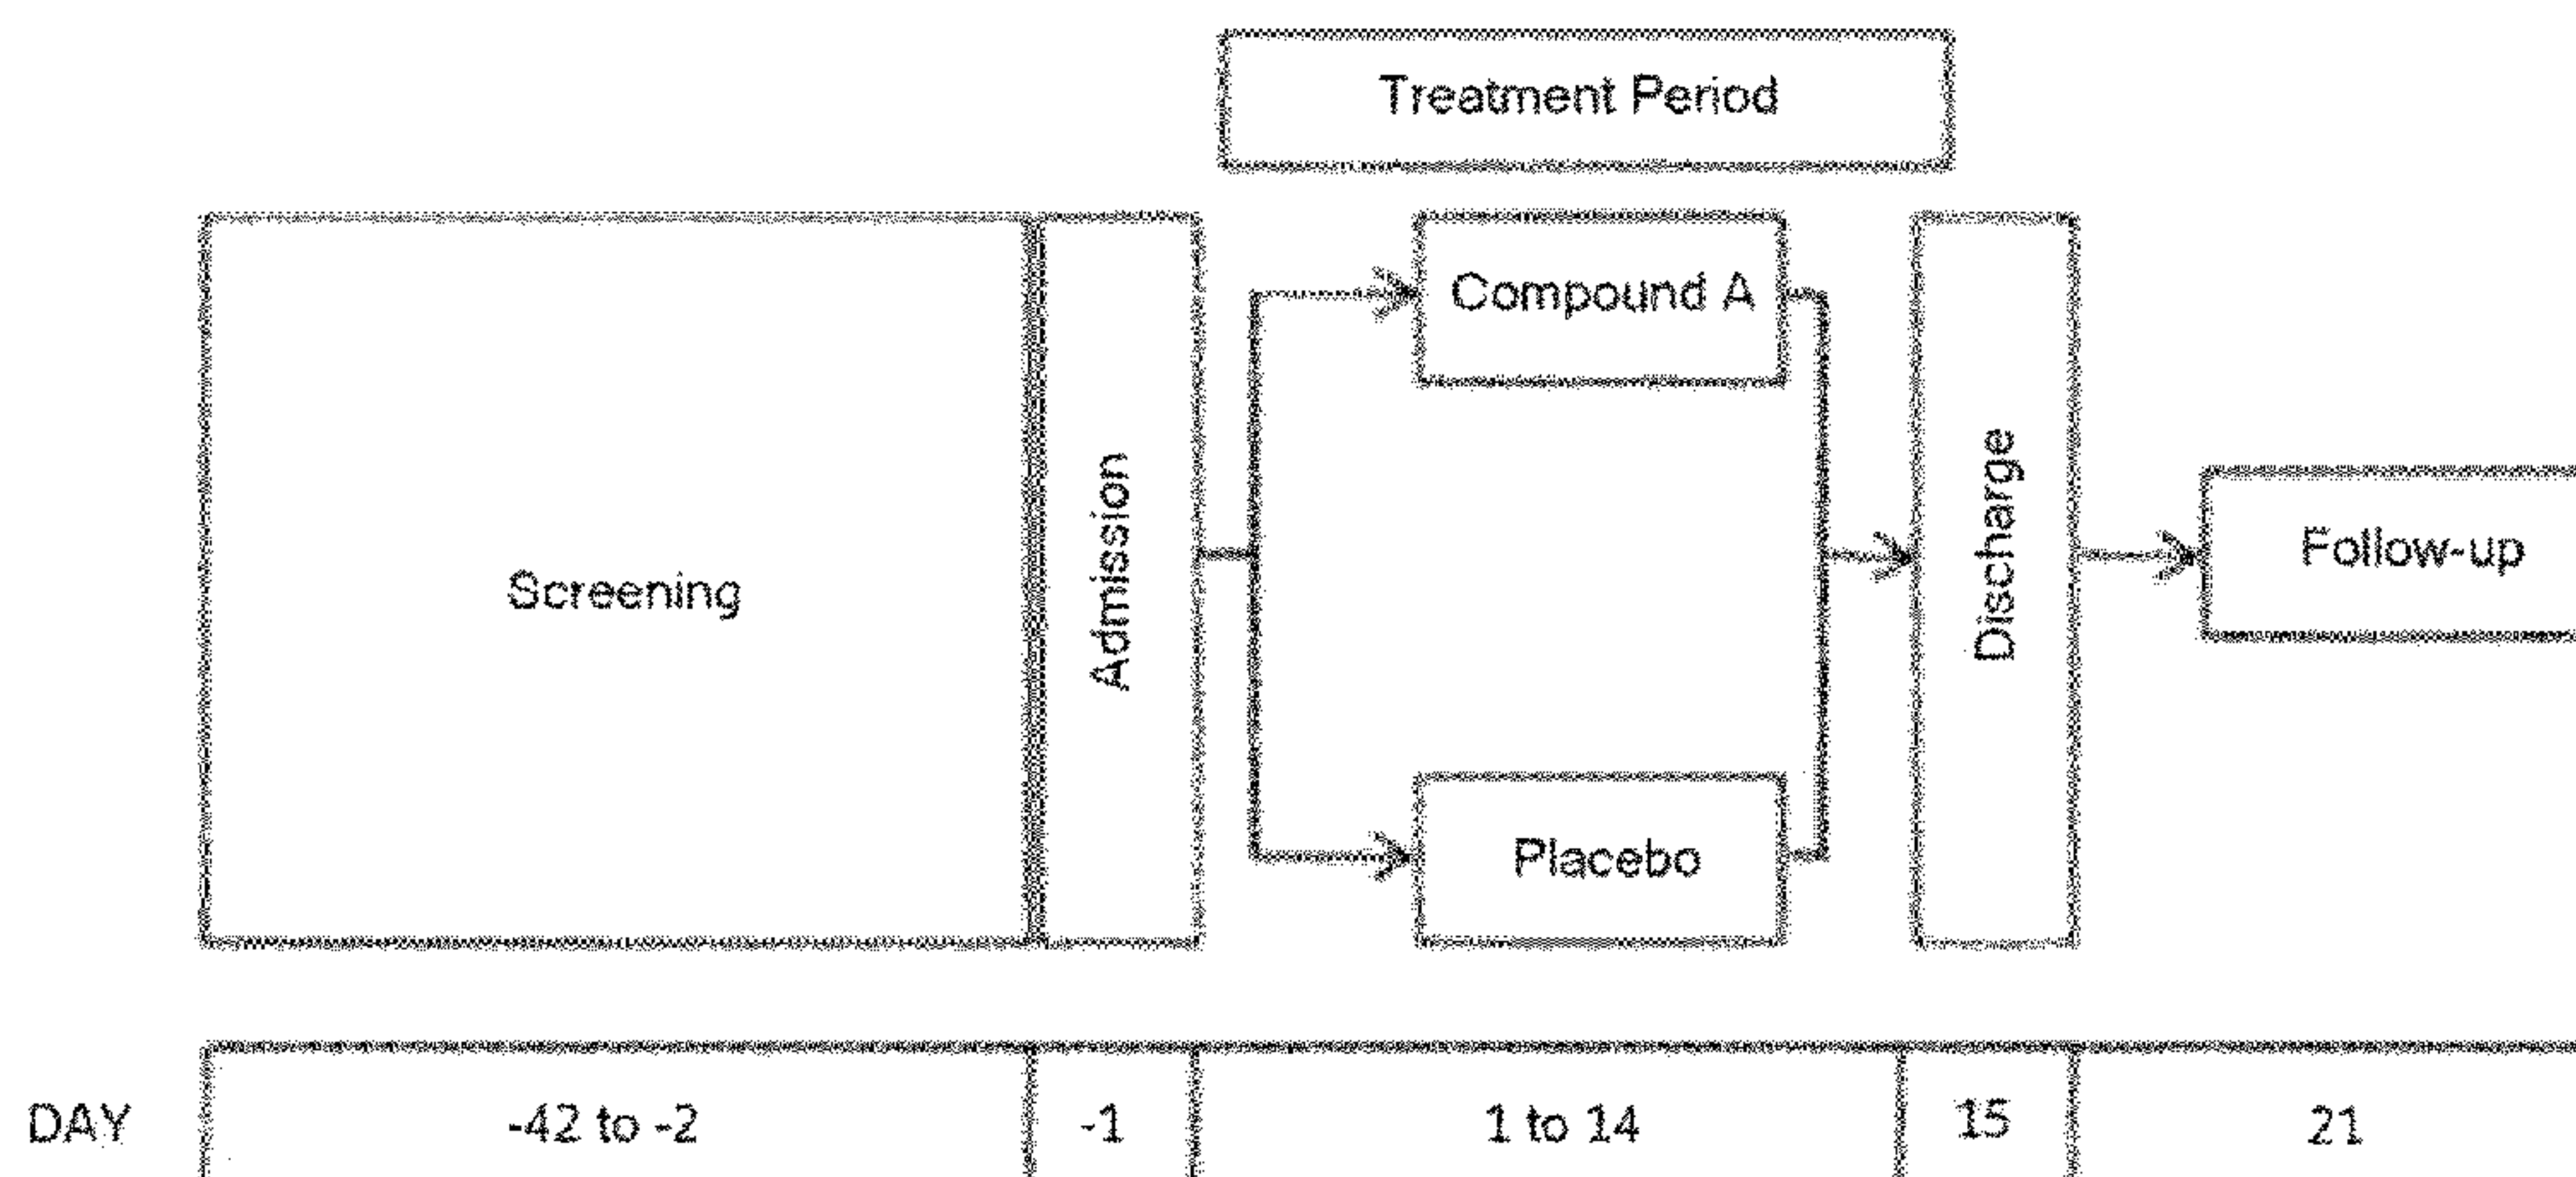 Treatment Period
Compound A
Screening
Admission
Discharge
Follow-up
Placebo
DAY
-42 to -2
-1
1 to 14
15
21